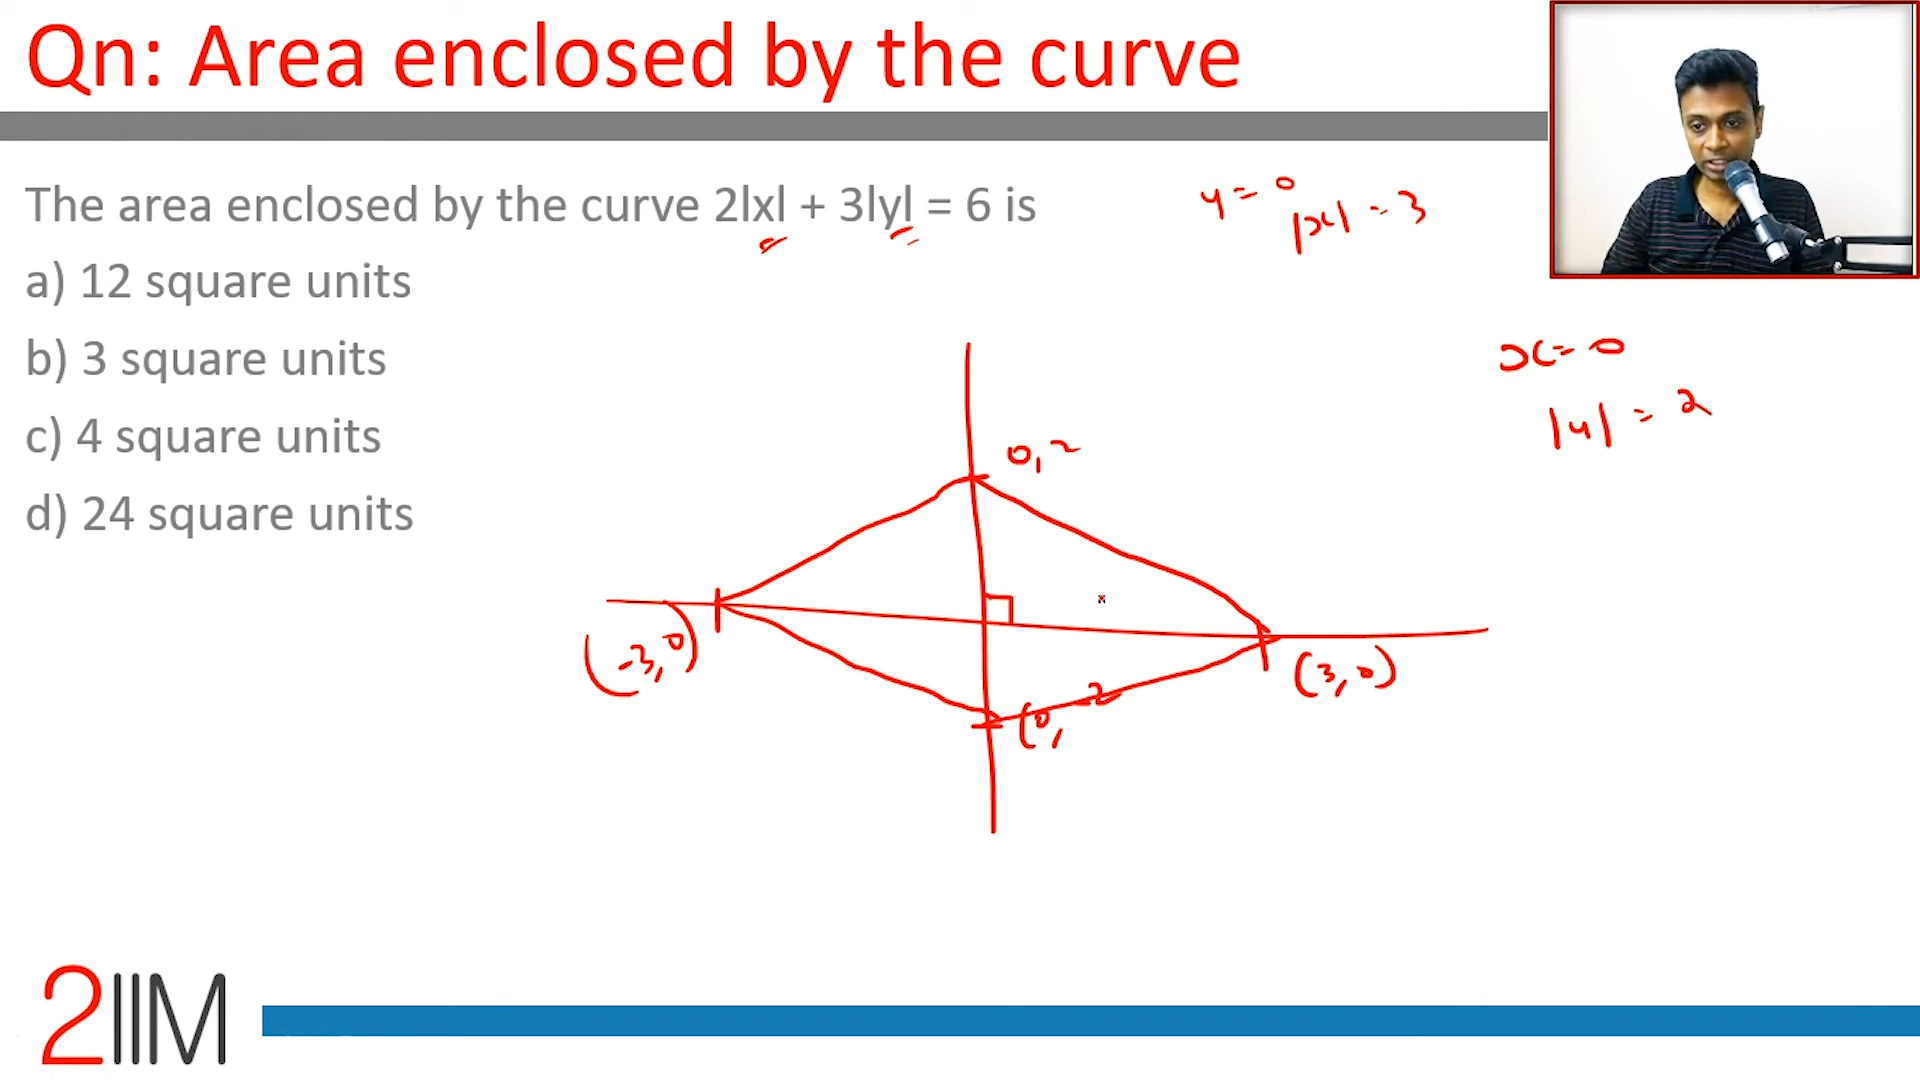 Qn: Area enclosed by the curve
The area enclosed by the curve 2lxl + 3lyl = 6 is
a) 12 square units
b) 3 square units
c) 4 square units
d) 24 square units
y = 0
|x| = 3
x = 0
|y| = 2
0, 2
(-3, 0)
(3, 0)
(0, -2
2IIM